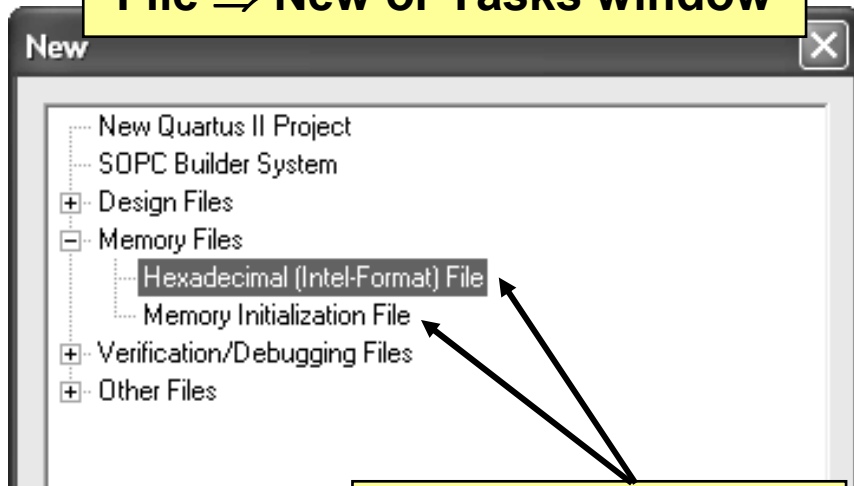 File ⇒ New or Tasks window
New
New Quartus II Project
SOPC Builder System
Design Files
Memory Files
Hexadecimal (Intel-Format) File
Memory Initialization File
Verification/Debugging Files
Other Files